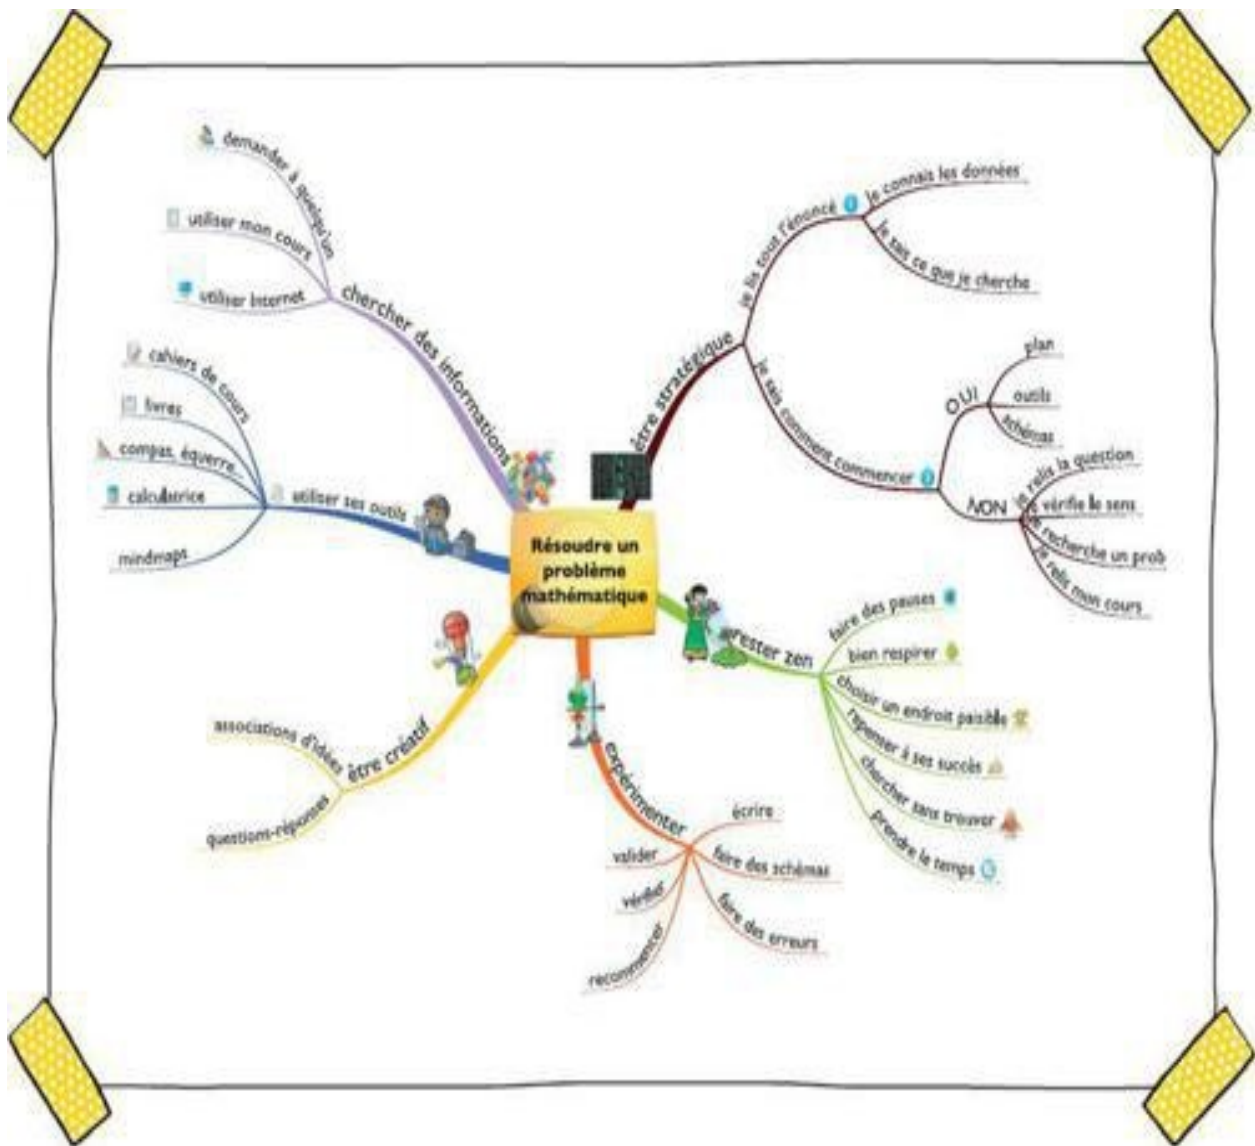 Résoudre un
problème
mathématique
être stratégique
je lis tout l'énoncé
je connais les données
je sais ce que je cherche
je sais comment commencer
OUI
plan
outils
schémas
NON
je relis la question
vérifie le sens
recherche un prob
je relis mon cours
rester zen
faire des pauses
bien respirer
choisir un endroit paisible
repenser à ses succès
chercher sans trouver
prendre le temps
expérimenter
écrire
faire des schémas
faire des erreurs
valider
vérifier
recommencer
être créatif
associations d'idées
questions-réponses
utiliser ses outils
cahiers de cours
livres
compas, équerre,
calculatrice
mindmaps
chercher des informations
demander à quelqu'un
utiliser mon cours
utiliser Internet